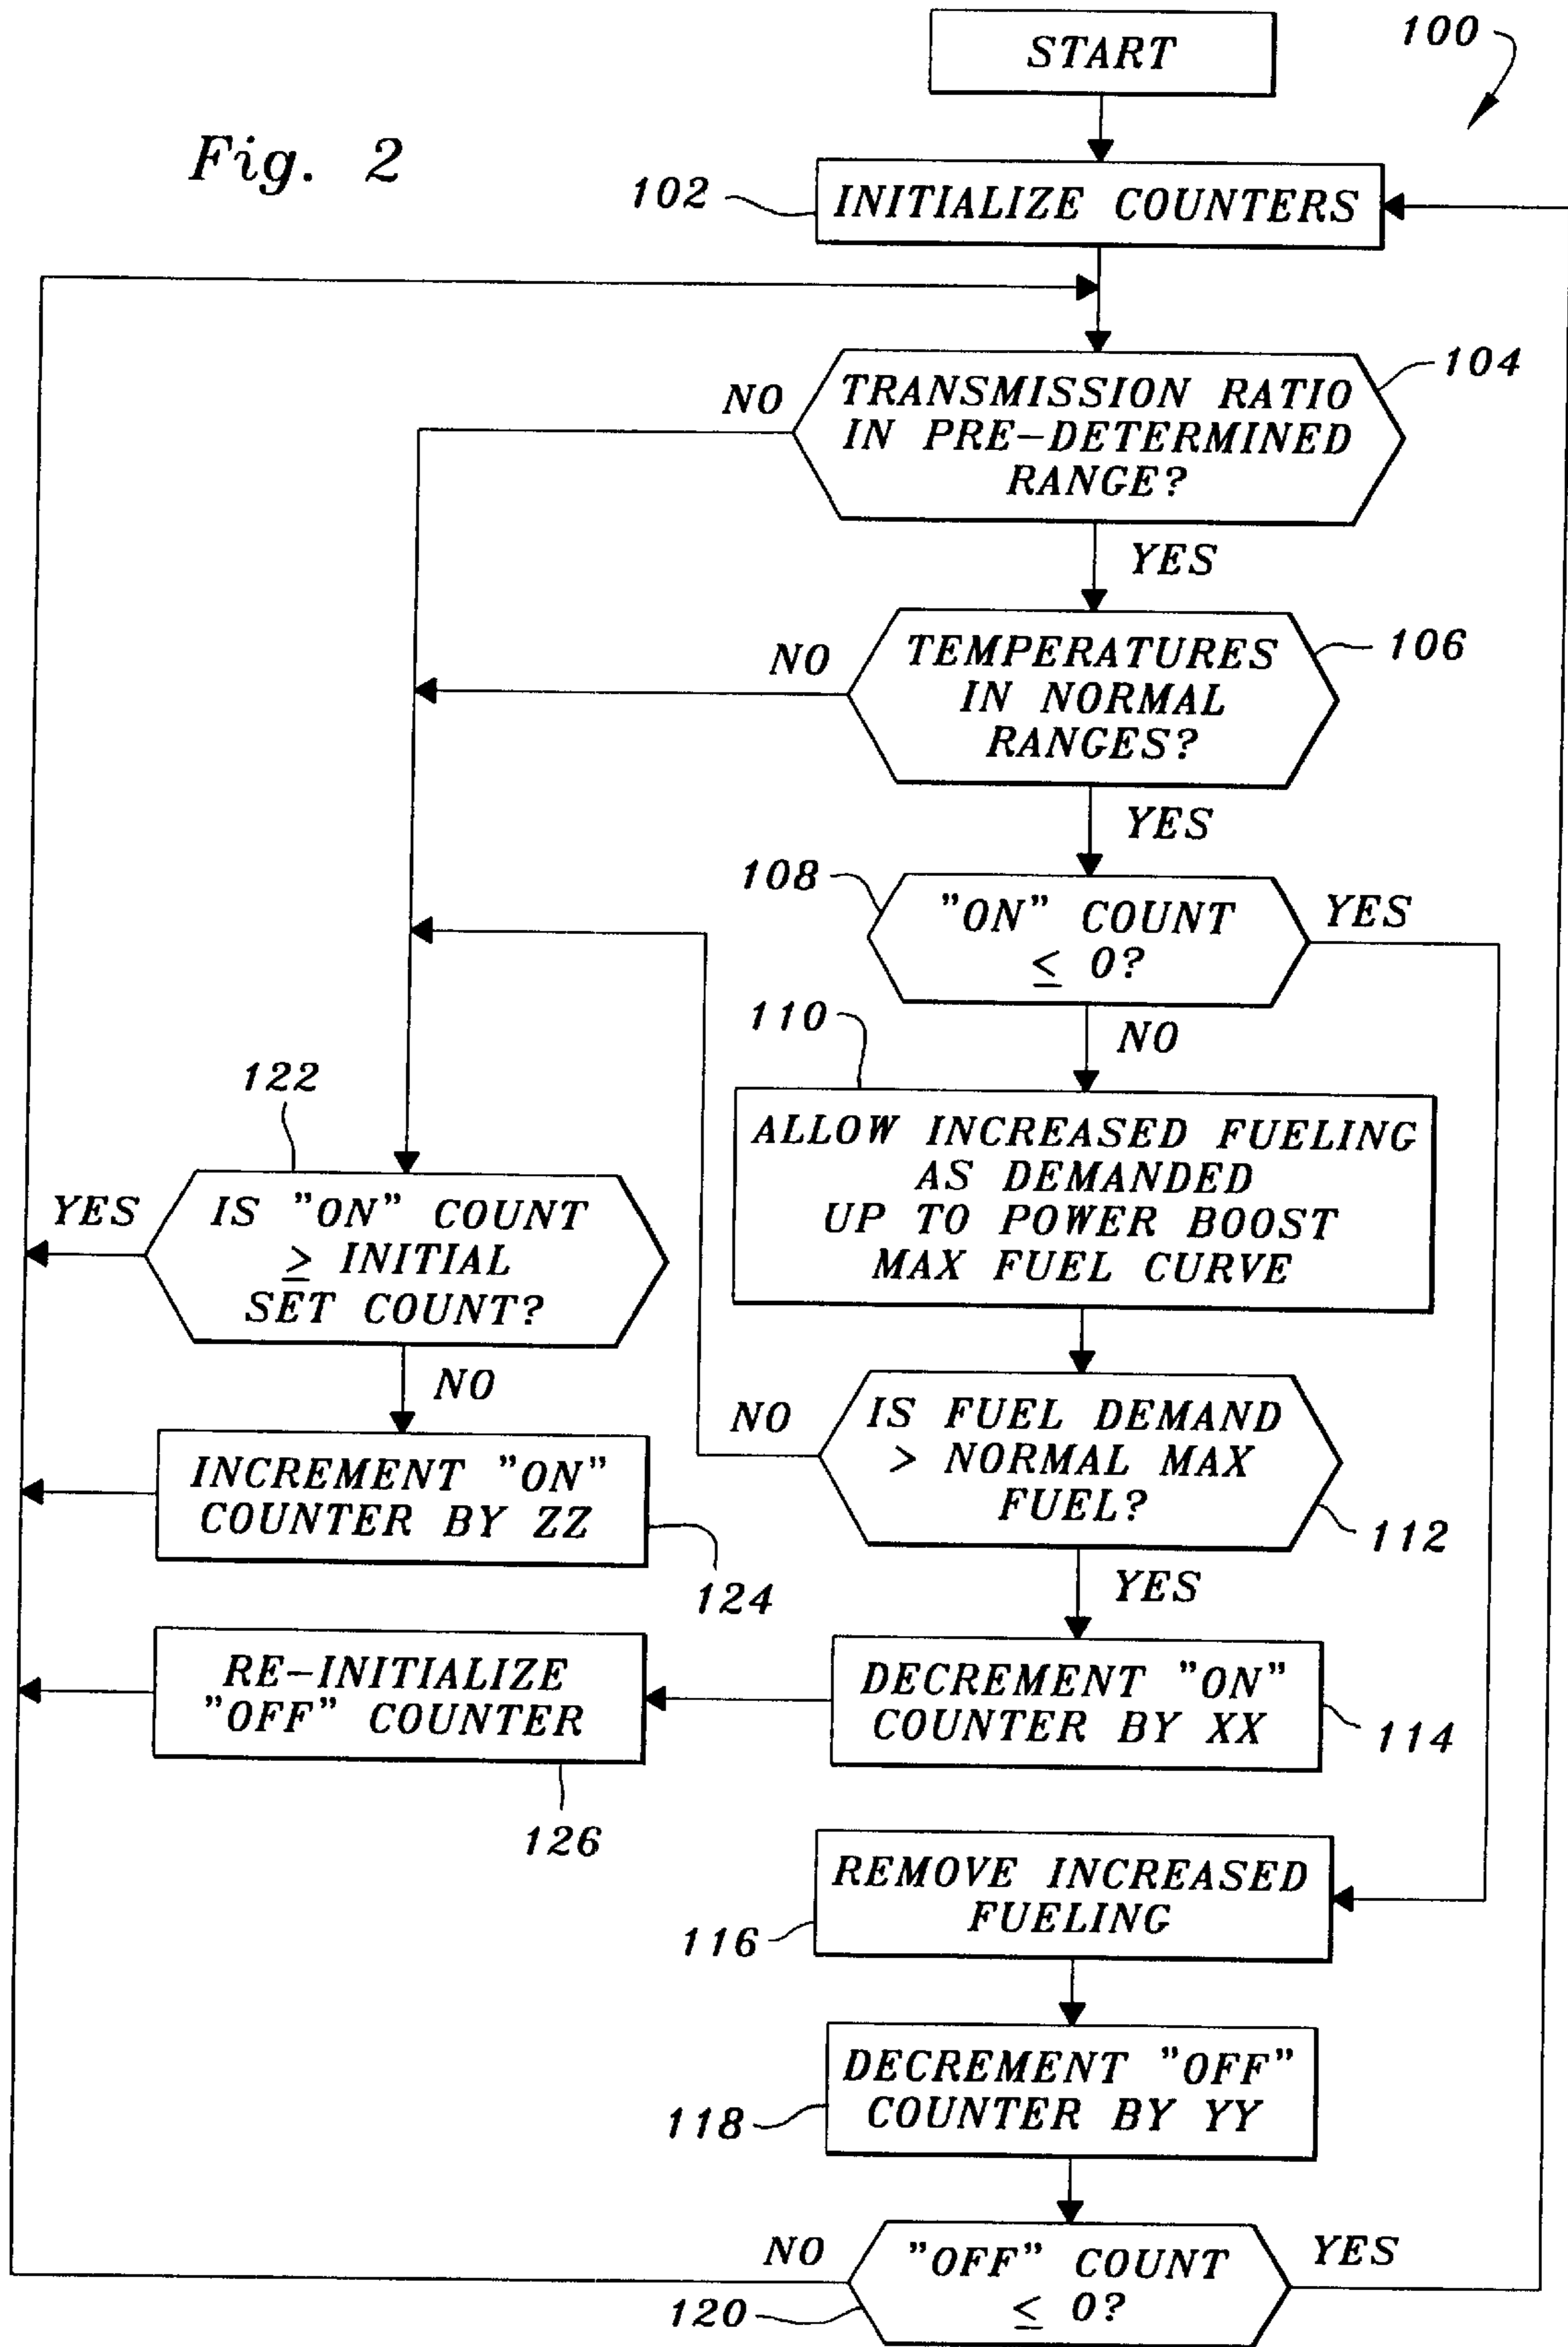 START
100
Fig. 2
102
INITIALIZE COUNTERS
104
NO
TRANSMISSION RATIO
IN PRE-DETERMINED
RANGE?
YES
106
NO
TEMPERATURES
IN NORMAL
RANGES?
YES
108
"ON" COUNT
≤ 0?
YES
NO
110
ALLOW INCREASED FUELING
AS DEMANDED
UP TO POWER BOOST
MAX FUEL CURVE
122
YES
IS "ON" COUNT
≥ INITIAL
SET COUNT?
NO
NO
IS FUEL DEMAND
> NORMAL MAX
FUEL?
112
YES
INCREMENT "ON"
COUNTER BY ZZ
124
RE-INITIALIZE
"OFF" COUNTER
126
DECREMENT "ON"
COUNTER BY XX
114
REMOVE INCREASED
FUELING
116
DECREMENT "OFF"
COUNTER BY YY
118
NO
"OFF" COUNT
≤ 0?
YES
120